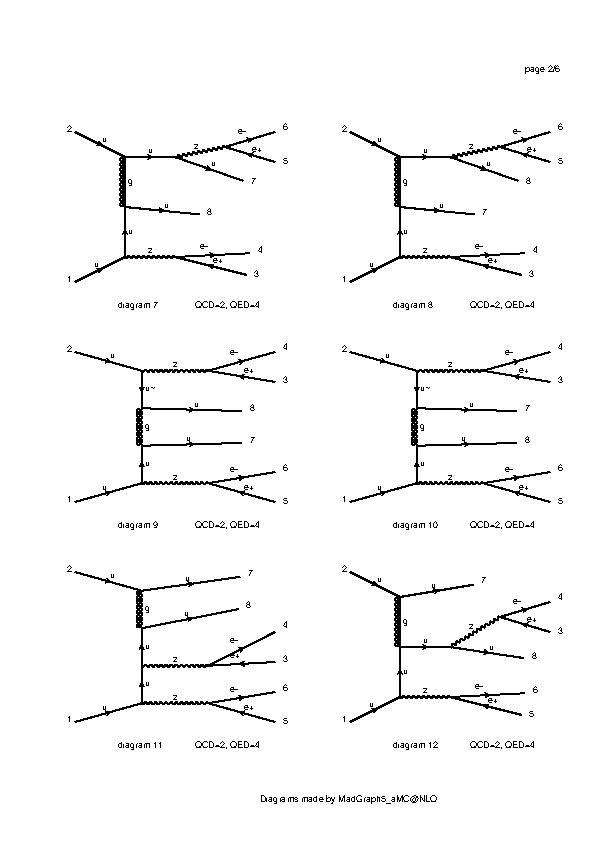 page 2/6
2 u u z e- 6
e+ 5
u 7
g
u 8
u
1 u z e- 4
e+ 3
diagram 7 QCD=2, QED=4
2 u u z e- 6
e+ 5
u 8
g
u 7
u
1 u z e- 4
e+ 3
diagram 8 QCD=2, QED=4
2 u z e- 4
e+ 3
u~
u 8
g
u 7
u
1 u z e- 6
e+ 5
diagram 9 QCD=2, QED=4
2 u z e- 4
e+ 3
u~
u 7
g
u 8
u
1 u z e- 6
e+ 5
diagram 10 QCD=2, QED=4
2 u u 7
g
u 8
u
z e- 4
e+ 3
u
1 u z e- 6
e+ 5
diagram 11 QCD=2, QED=4
2 u u 7
g
z e- 4
e+ 3
u u 8
u
1 u z e- 6
e+ 5
diagram 12 QCD=2, QED=4
Diagrams made by MadGraph5_aMC@NLO